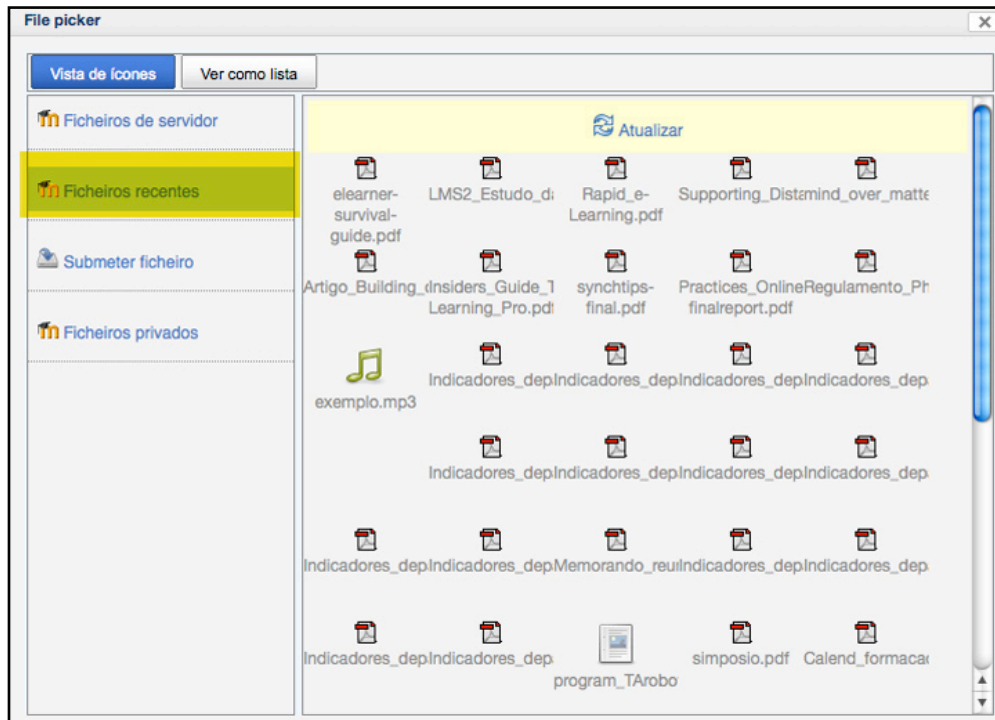 File picker
Vista de ícones
Ver como lista
Ficheiros de servidor
Ficheiros recentes
Submeter ficheiro
Ficheiros privados
Atualizar
elearner-
survival-
guide.pdf
LMS2_Estudo_d
Rapid_e-
Learning.pdf
Supporting_Dista
mind_over_matte
Artigo_Building_
Insiders_Guide_T
Learning_Pro.pdf
synchtips-
final.pdf
Practices_Online
finalreport.pdf
Regulamento_Ph
exemplo.mp3
Indicadores_dep
Indicadores_dep
Indicadores_dep
Indicadores_dep
Indicadores_dep
Indicadores_dep
Indicadores_dep
Indicadores_dep
Indicadores_dep
Indicadores_dep
Memorando_reu
Indicadores_dep
Indicadores_dep
Indicadores_dep
Indicadores_dep
program_TArobo
simposio.pdf
Calend_formaca